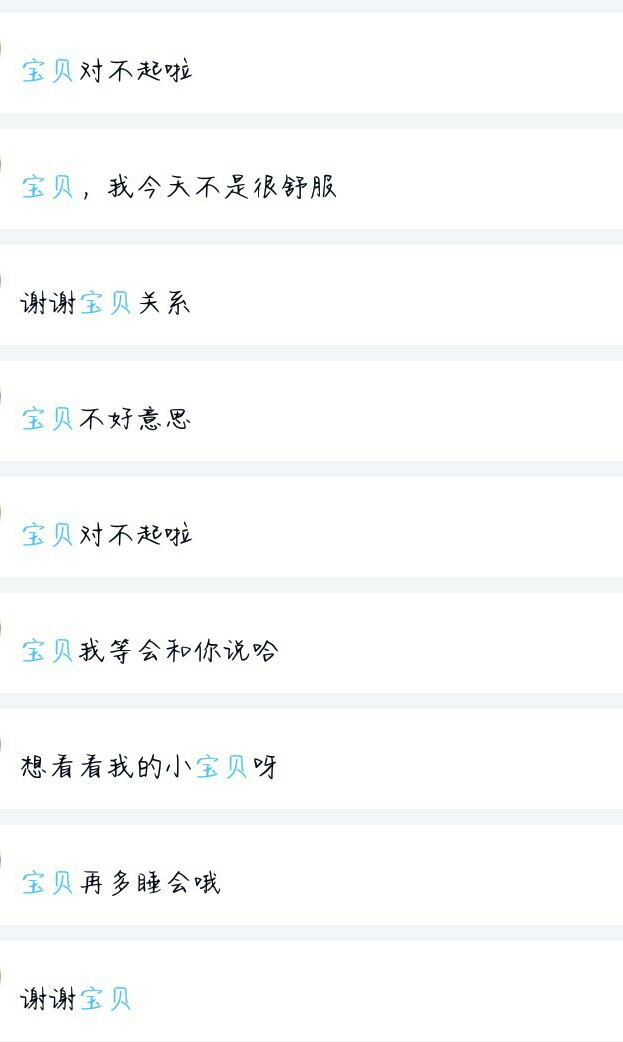 宝贝对不起啦
宝贝，我今天不是很舒服
谢谢宝贝关系
宝贝不好意思
宝贝对不起啦
宝贝我等会和你说哈
想看看我的小宝贝呀
宝贝再多睡会哦
谢谢宝贝